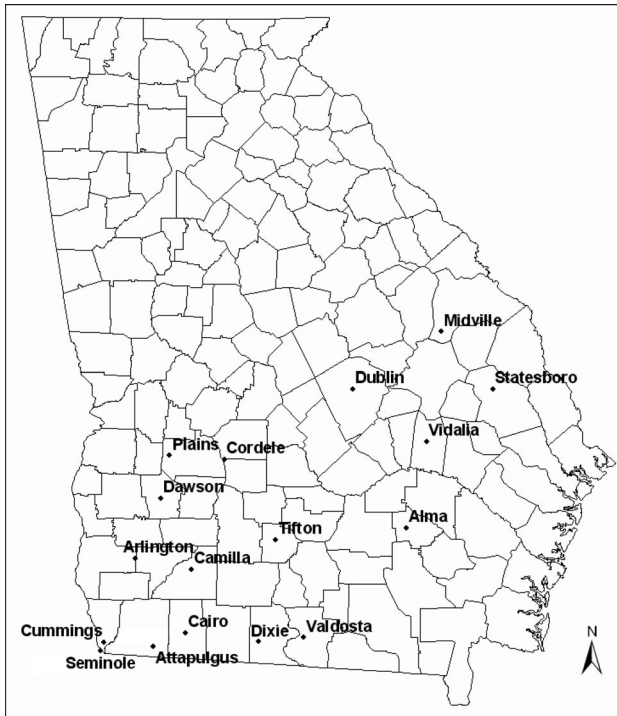 Midville
Dublin
Statesboro
Vidalia
Plains
Cordele
Dawson
Alma
Tifton
Arlington
Camilla
Cairo
Cummings
Dixie
Valdosta
Attapulgus
Seminole
N